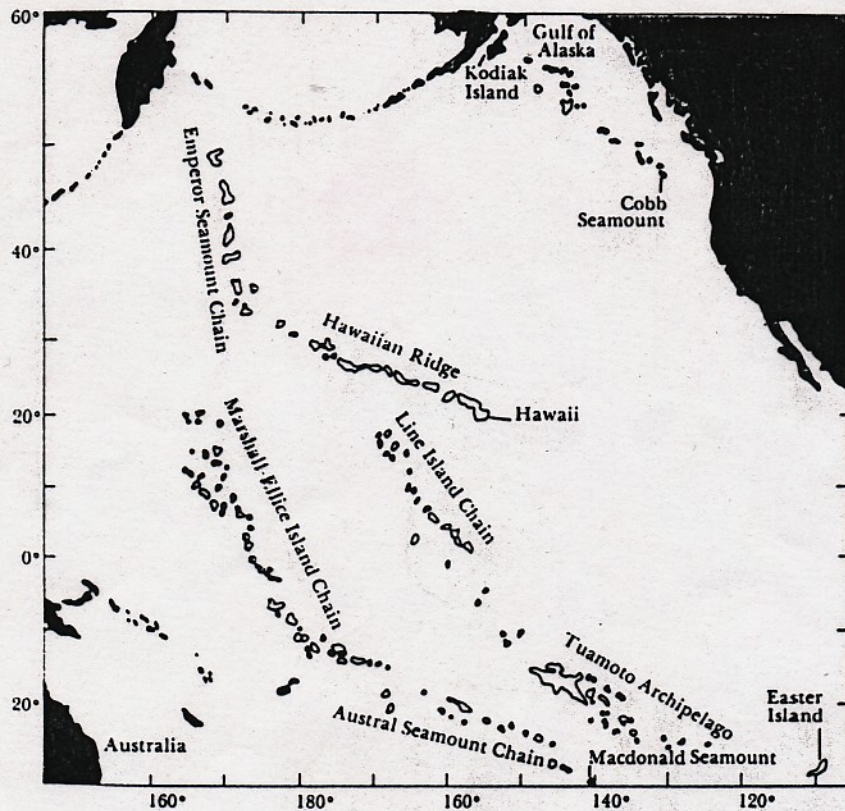 60°
Gulf of
Alaska
Kodiak
Island
Emperor Seamount Chain
Cobb
Seamount
40°
Hawaiian Ridge
Hawaii
20°
Marshall-Ellice Island Chain
Line Island Chain
0°
Tuamoto Archipelago
20°
Easter
Island
Austral Seamount Chain
Australia
Macdonald Seamount
160°
180°
160°
140°
120°